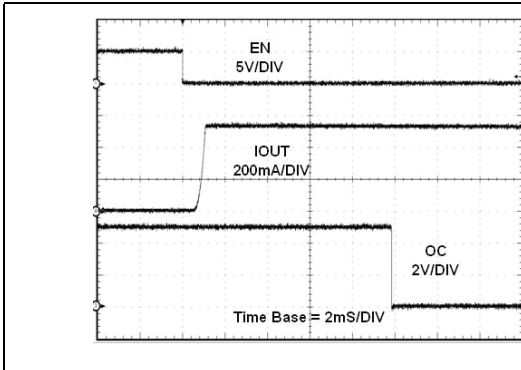 EN
5V/DIV
IOUT
200mA/DIV
OC
2V/DIV
Time Base = 2mS/DIV